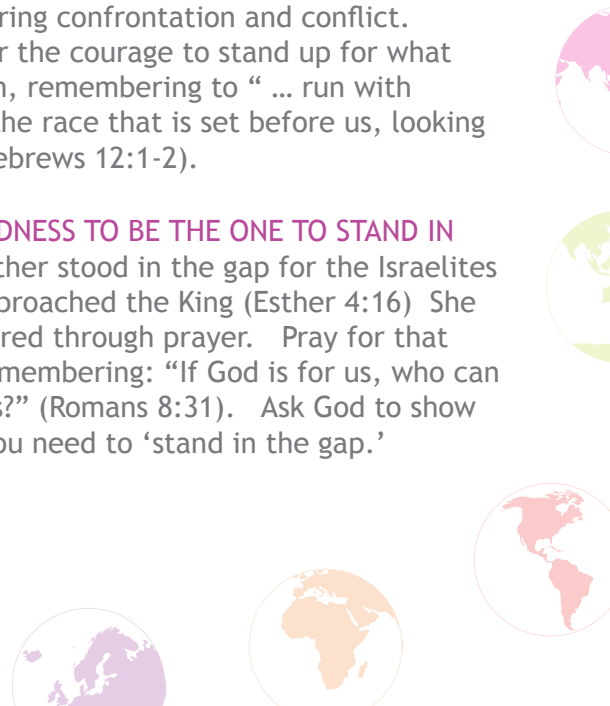 ring confrontation and conflict.
r the courage to stand up for what
n, remembering to “ … run with
the race that is set before us, looking
ebrews 12:1-2).
DNESS TO BE THE ONE TO STAND IN
ther stood in the gap for the Israelites
proached the King (Esther 4:16) She
red through prayer. Pray for that
membering: “If God is for us, who can
s?” (Romans 8:31). Ask God to show
ou need to ‘stand in the gap.’